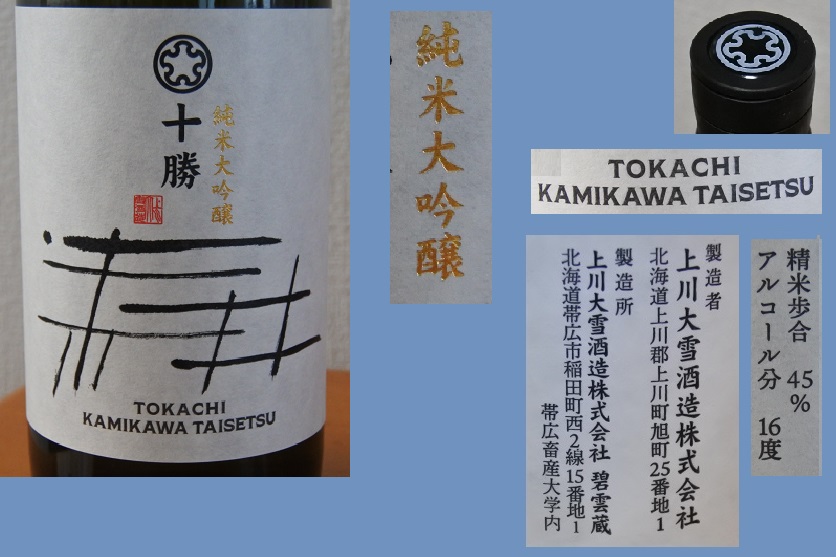 十勝
純米大吟醸
TOKACHI
KAMIKAWA TAISETSU
純米大吟醸
TOKACHI
KAMIKAWA TAISETSU
製造者
上川大雪酒造株式会社
北海道上川郡上川町旭町25番地1
製造所
上川大雪酒造株式会社 碧雲蔵
北海道帯広市稲田町西2線15番地1
帯広畜産大学内
精米歩合 45%
アルコール分 16度